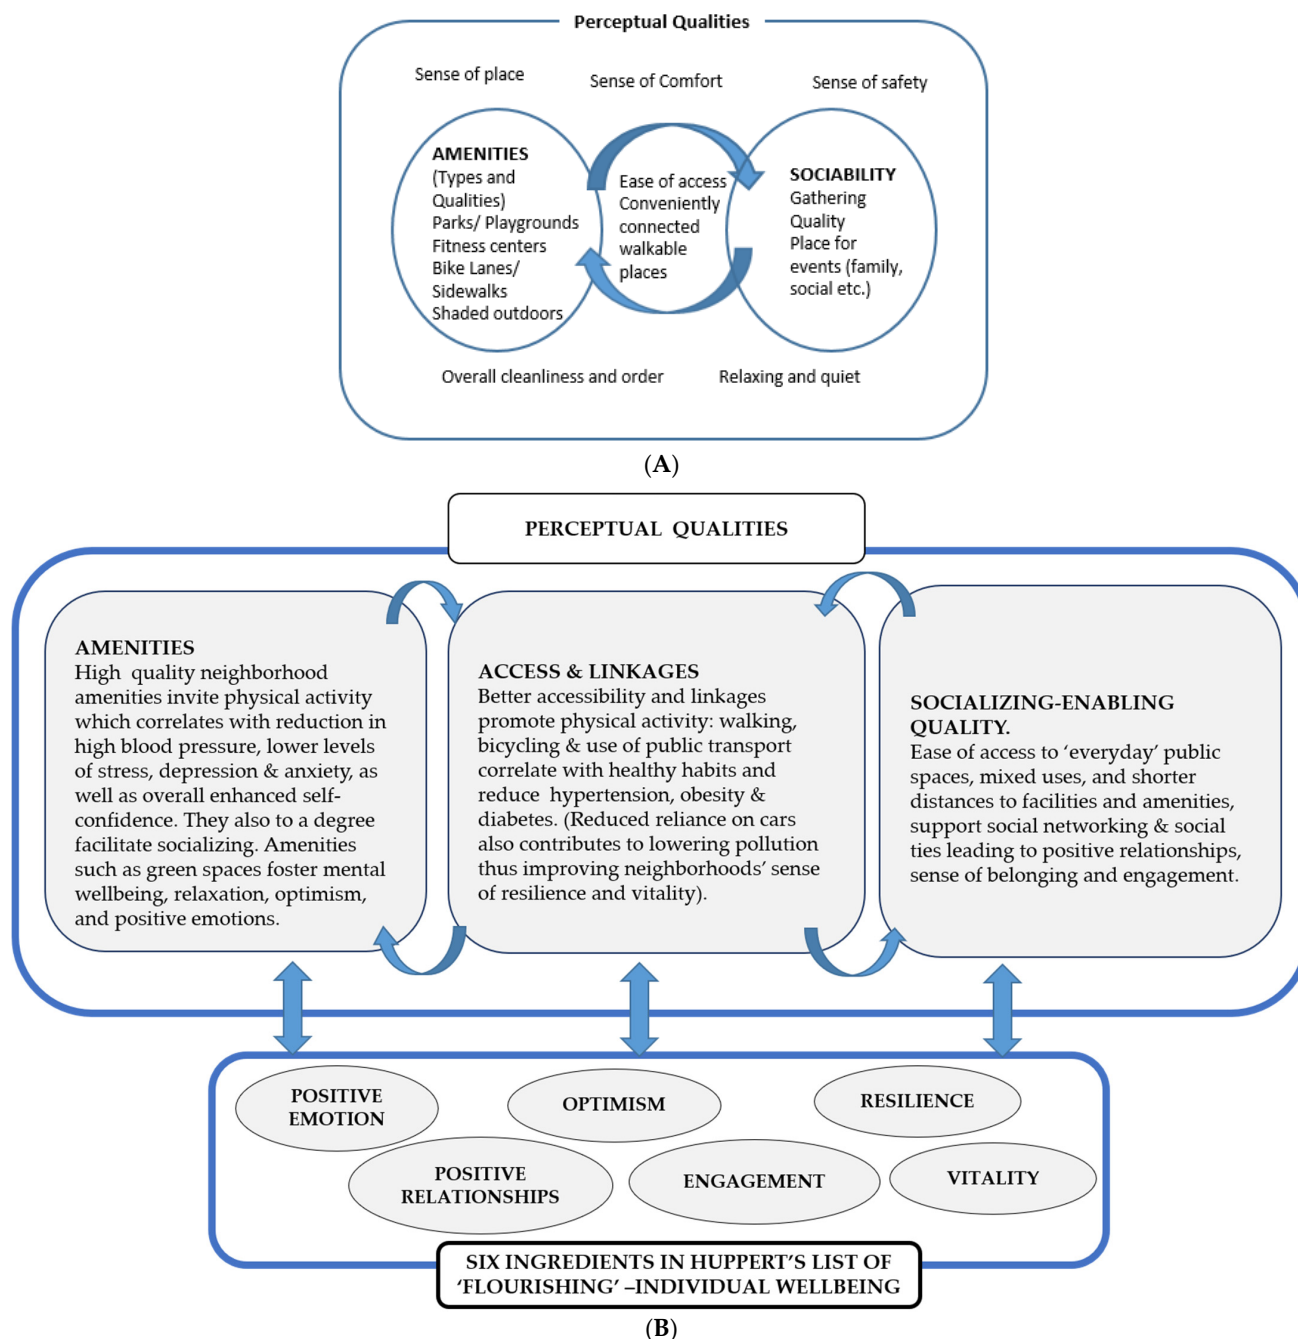 Perceptual Qualities
Sense of place
Sense of Comfort
Sense of safety
AMENITIES
(Types and
Qualities)
Parks/ Playgrounds
Fitness centers
Bike Lanes/
Sidewalks
Shaded outdoors
Ease of access
Conveniently
connected
walkable
places
SOCIABILITY
Gathering
Quality
Place for
events (family,
social etc.)
Overall cleanliness and order
Relaxing and quiet
(A)
PERCEPTUAL QUALITIES
AMENITIES
High quality neighborhood
amenities invite physical activity
which correlates with reduction in
high blood pressure, lower levels
of stress, depression & anxiety, as
well as overall enhanced self-
confidence. They also to a degree
facilitate socializing. Amenities
such as green spaces foster mental
wellbeing, relaxation, optimism,
and positive emotions.
ACCESS & LINKAGES
Better accessibility and linkages
promote physical activity: walking,
bicycling & use of public transport
correlate with healthy habits and
reduce hypertension, obesity &
diabetes. (Reduced reliance on cars
also contributes to lowering pollution
thus improving neighborhoods’ sense
of resilience and vitality).
SOCIALIZING-ENABLING
QUALITY.
Ease of access to ‘everyday’ public
spaces, mixed uses, and shorter
distances to facilities and amenities,
support social networking & social
ties leading to positive relationships,
sense of belonging and engagement.
POSITIVE
EMOTION
OPTIMISM
RESILIENCE
POSITIVE
RELATIONSHIPS
ENGAGEMENT
VITALITY
SIX INGREDIENTS IN HUPPERT’S LIST OF
‘FLOURISHING’ –INDIVIDUAL WELLBEING
(B)